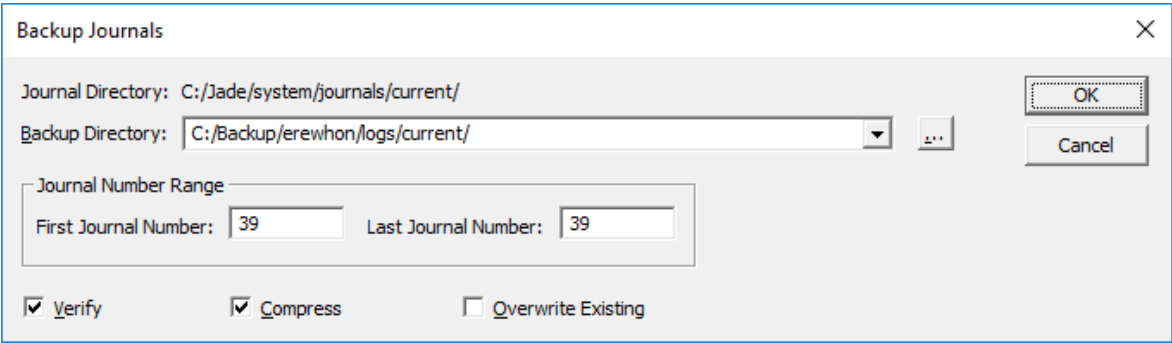 Backup Journals
Journal Directory: C:/Jade/system/journals/current/
OK
Backup Directory: C:/Backup/erewhon/logs/current/ ...
Cancel
Journal Number Range
First Journal Number: 39 Last Journal Number: 39
Verify Compress Overwrite Existing